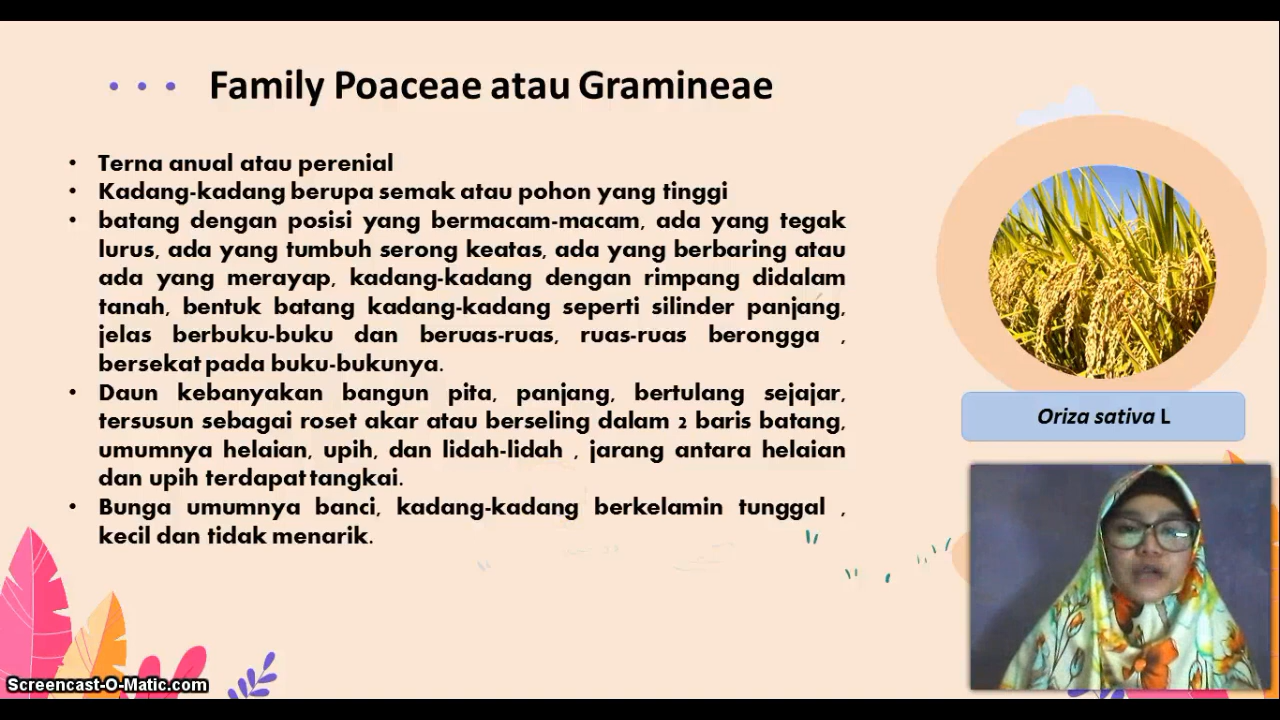 Family Poaceae atau Gramineae
• Terna anual atau perenial
• Kadang-kadang berupa semak atau pohon yang tinggi
• batang dengan posisi yang bermacam-macam, ada yang tegak
lurus, ada yang tumbuh serong keatas, ada yang berbaring atau
ada yang merayap, kadang-kadang dengan rimpang didalam
tanah, bentuk batang kadang-kadang seperti silinder panjang,
jelas berbuku-buku dan beruas-ruas, ruas-ruas berongga ,
bersekat pada buku-bukunya.
• Daun kebanyakan bangun pita, panjang, bertulang sejajar,
tersusun sebagai roset akar atau berseling dalam 2 baris batang,
umumnya helaian, upih, dan lidah-lidah , jarang antara helaian
dan upih terdapat tangkai.
• Bunga umumnya banci, kadang-kadang berkelamin tunggal ,
kecil dan tidak menarik.
Oriza sativa L
Screencast-O-Matic.com